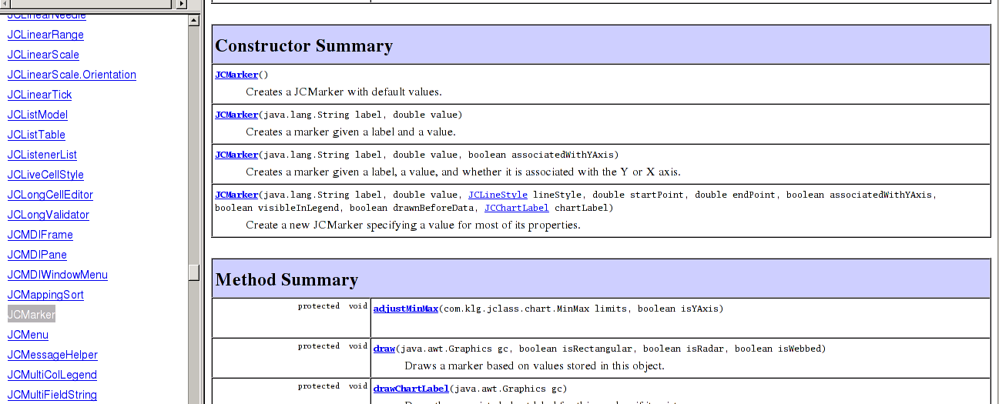 JCLinearNeedle
JCLinearRange
JCLinearScale
JCLinearScale.Orientation
JCLinearTick
JCListModel
JCListTable
JCListenerList
JCLiveCellStyle
JCLongCellEditor
JCLongValidator
JCMDIFrame
JCMDIPane
JCMDIWindowMenu
JCMappingSort
JCMarker
JCMenu
JCMessageHelper
JCMultiColLegend
JCMultiFieldString
Constructor Summary
JCMarker()
Creates a JCMarker with default values.
JCMarker(java.lang.String label, double value)
Creates a marker given a label and a value.
JCMarker(java.lang.String label, double value, boolean associatedWithYAxis)
Creates a marker given a label, a value, and whether it is associated with the Y or X axis.
JCMarker(java.lang.String label, double value, JCLineStyle lineStyle, double startPoint, double endPoint, boolean associatedWithYAxis,
boolean visibleInLegend, boolean drawnBeforeData, JCChartLabel chartLabel)
Create a new JCMarker specifying a value for most of its properties.
Method Summary
protected void adjustMinMax(com.klg.jclass.chart.MinMax limits, boolean isYAxis)
protected void draw(java.awt.Graphics gc, boolean isRectangular, boolean isRadar, boolean isWebbed)
Draws a marker based on values stored in this object.
protected void drawChartLabel(java.awt.Graphics gc)